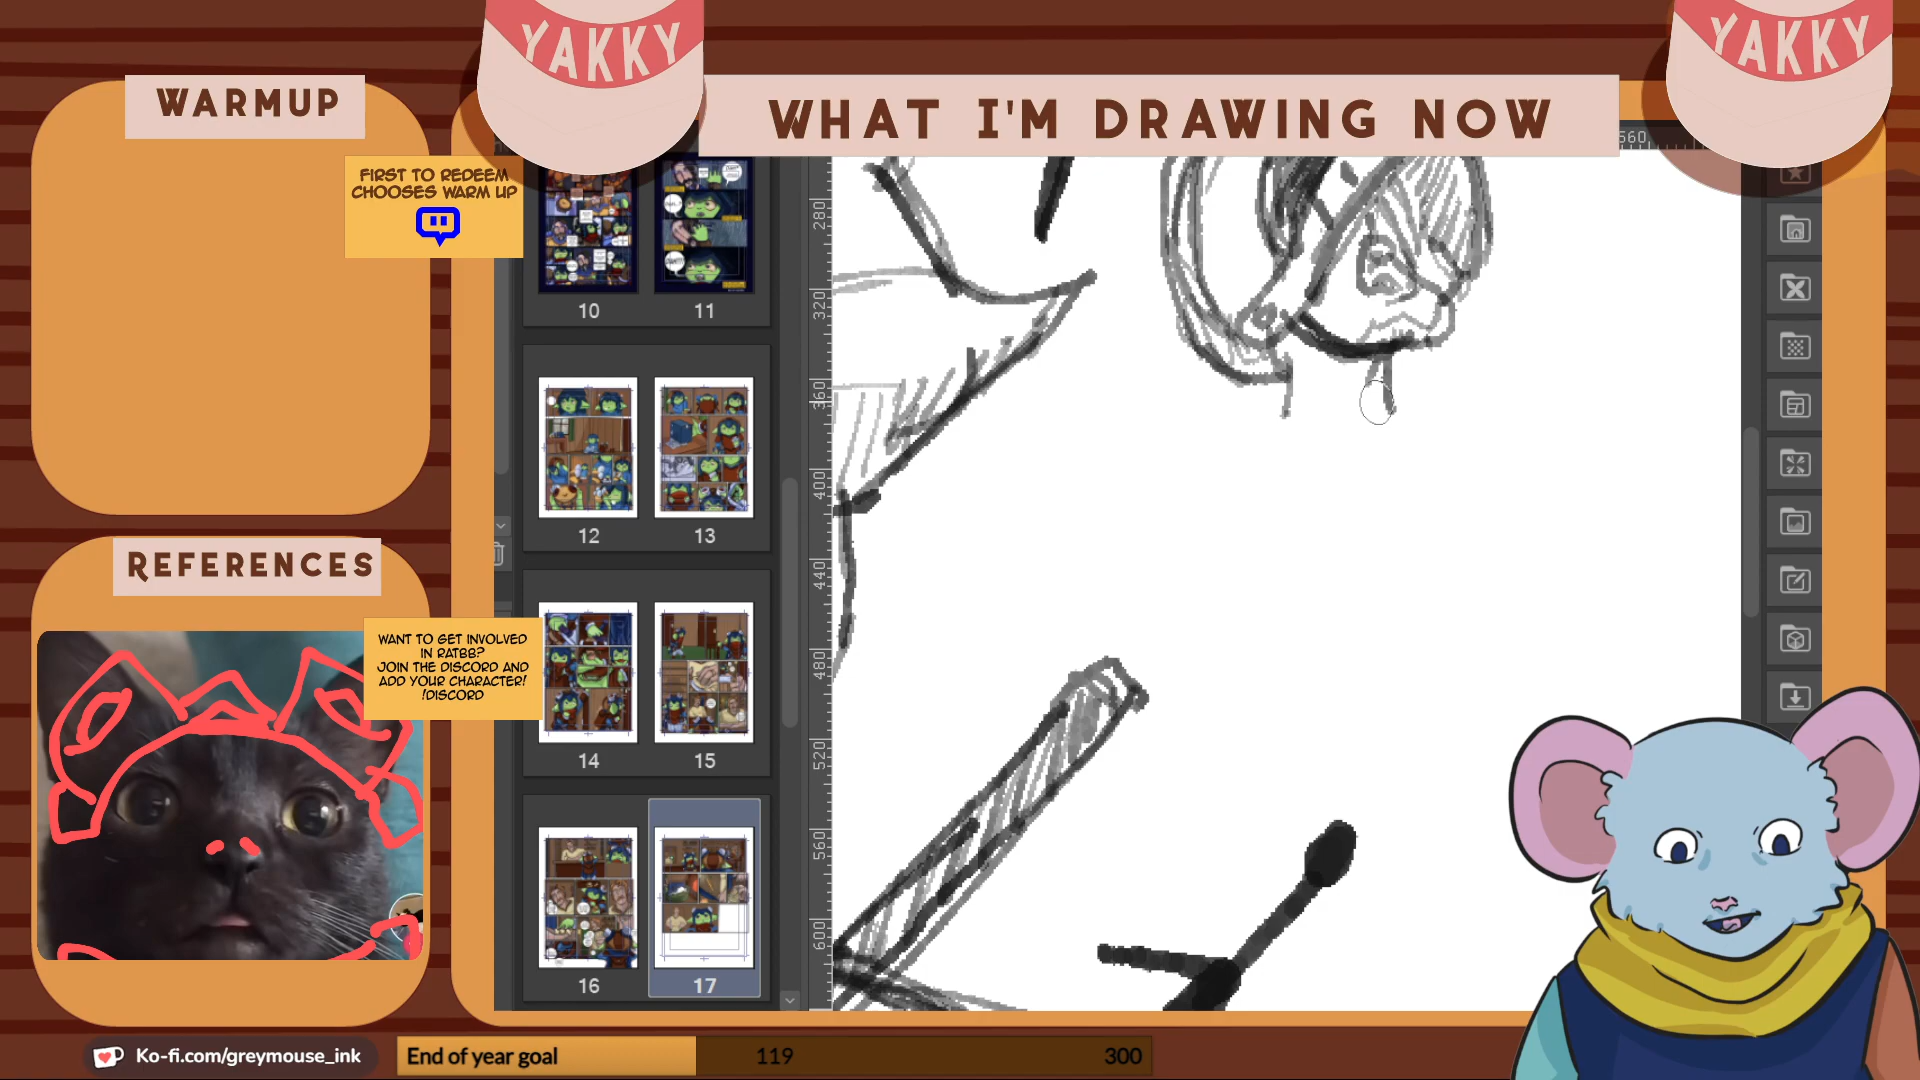 YAKKY
YAKKY
WARMUP
WHAT I'M DRAWING NOW
FIRST TO REDEEM
CHOOSES WARM UP
10
11
12
13
14
15
16
17
560
280
320
360
400
440
480
520
560
600
REFERENCES
WANT TO GET INVOLVED
IN RATBB?
JOIN THE DISCORD AND
ADD YOUR CHARACTER!
!DISCORD
Ko-fi.com/greymouse_ink
End of year goal
119
300